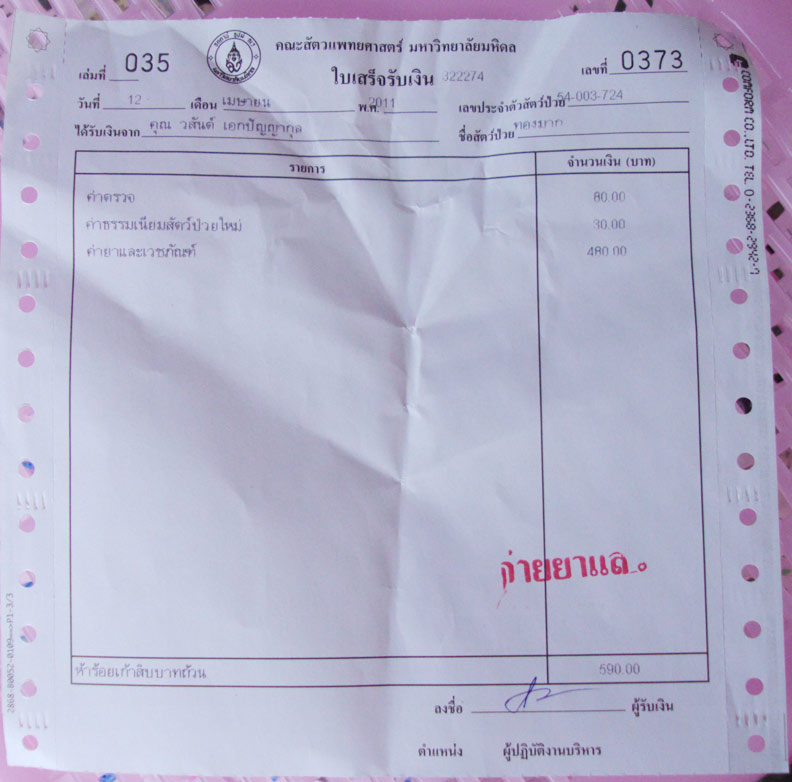 คณะสัตวแพทยศาสตร์ มหาวิทยาลัยมหิดล
เล่มที่ 035 ใบเสร็จรับเงิน 322274 เลขที่ 0373
วันที่ 12 เดือน เมษายน พ.ศ. 2011 เลขประจำตัวสัตว์ป่วย 54-003-724
ได้รับเงินจาก คุณ วสันต์ เอกปัญญากุล ชื่อสัตว์ป่วย ทองมาก
รายการ จำนวนเงิน (บาท)
ค่าตรวจ 80.00
ค่าธรรมเนียมสัตว์ป่วยใหม่ 30.00
ค่ายาและเวชภัณฑ์ 480.00
จ่ายยาแล
ห้าร้อยเก้าสิบบาทถ้วน 590.00
ลงชื่อ ผู้รับเงิน
ตำแหน่ง ผู้ปฏิบัติงานบริหาร
COMFORM CO.,LTD. TEL 0-2368-2942-7